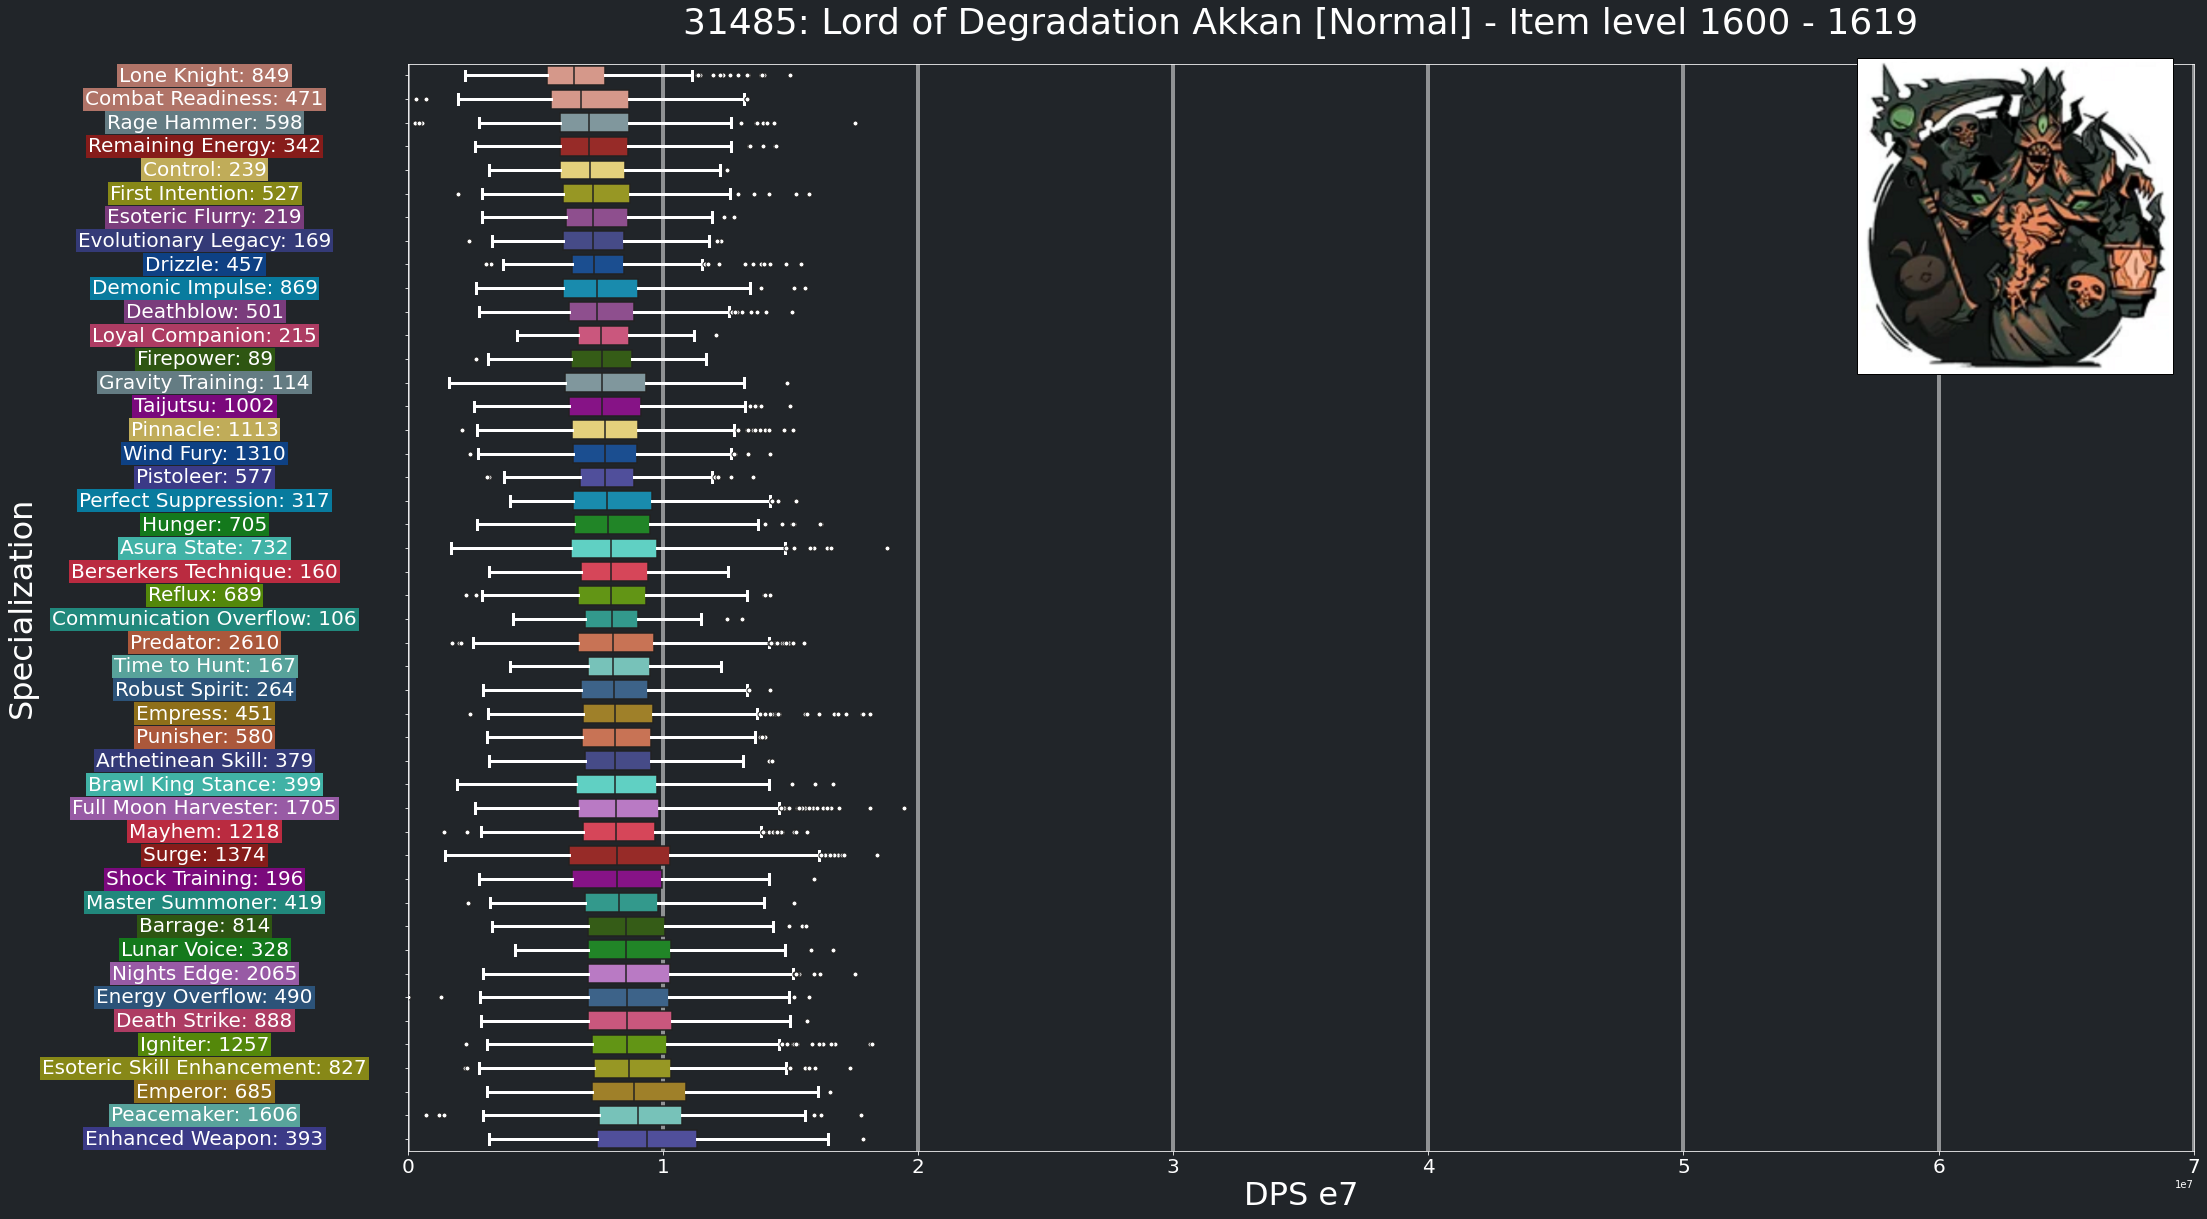 31485: Lord of Degradation Akkan [Normal] - Item level 1600 - 1619
Specialization
Lone Knight: 849
Combat Readiness: 471
Rage Hammer: 598
Remaining Energy: 342
Control: 239
First Intention: 527
Esoteric Flurry: 219
Evolutionary Legacy: 169
Drizzle: 457
Demonic Impulse: 869
Deathblow: 501
Loyal Companion: 215
Firepower: 89
Gravity Training: 114
Taijutsu: 1002
Pinnacle: 1113
Wind Fury: 1310
Pistoleer: 577
Perfect Suppression: 317
Hunger: 705
Asura State: 732
Berserkers Technique: 160
Reflux: 689
Communication Overflow: 106
Predator: 2610
Time to Hunt: 167
Robust Spirit: 264
Empress: 451
Punisher: 580
Arthetinean Skill: 379
Brawl King Stance: 399
Full Moon Harvester: 1705
Mayhem: 1218
Surge: 1374
Shock Training: 196
Master Summoner: 419
Barrage: 814
Lunar Voice: 328
Nights Edge: 2065
Energy Overflow: 490
Death Strike: 888
Igniter: 1257
Esoteric Skill Enhancement: 827
Emperor: 685
Peacemaker: 1606
Enhanced Weapon: 393
0 1 2 3 4 5 6 7
1e7
DPS e7